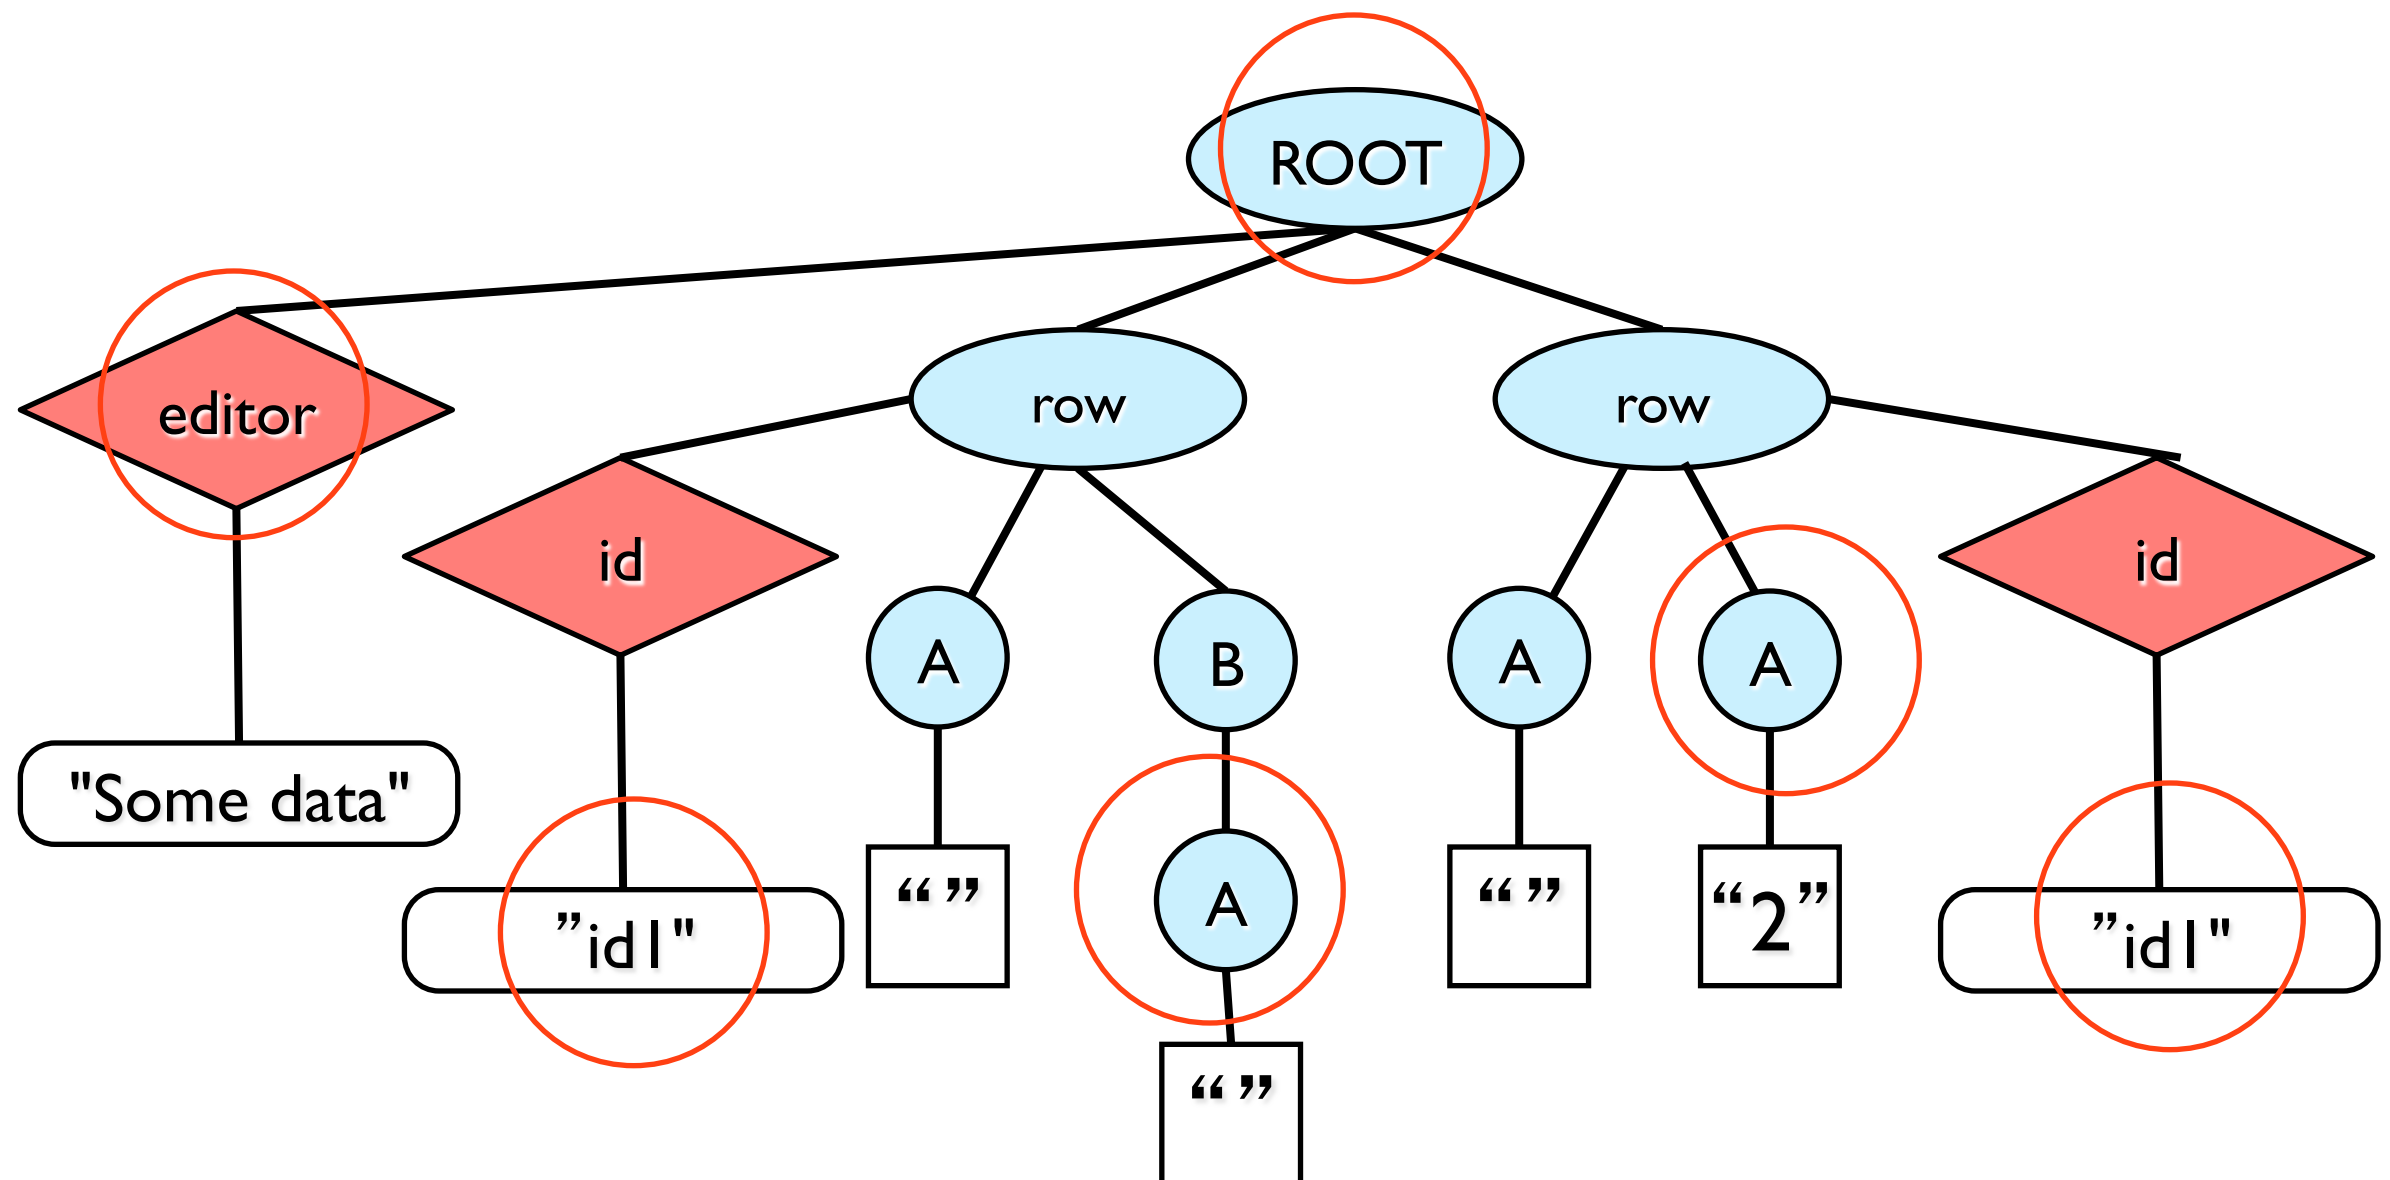 ROOT
editor
row
row
id
id
A
B
A
A
"Some data"
”id1"
“”
A
“”
“2”
”id1"
“”